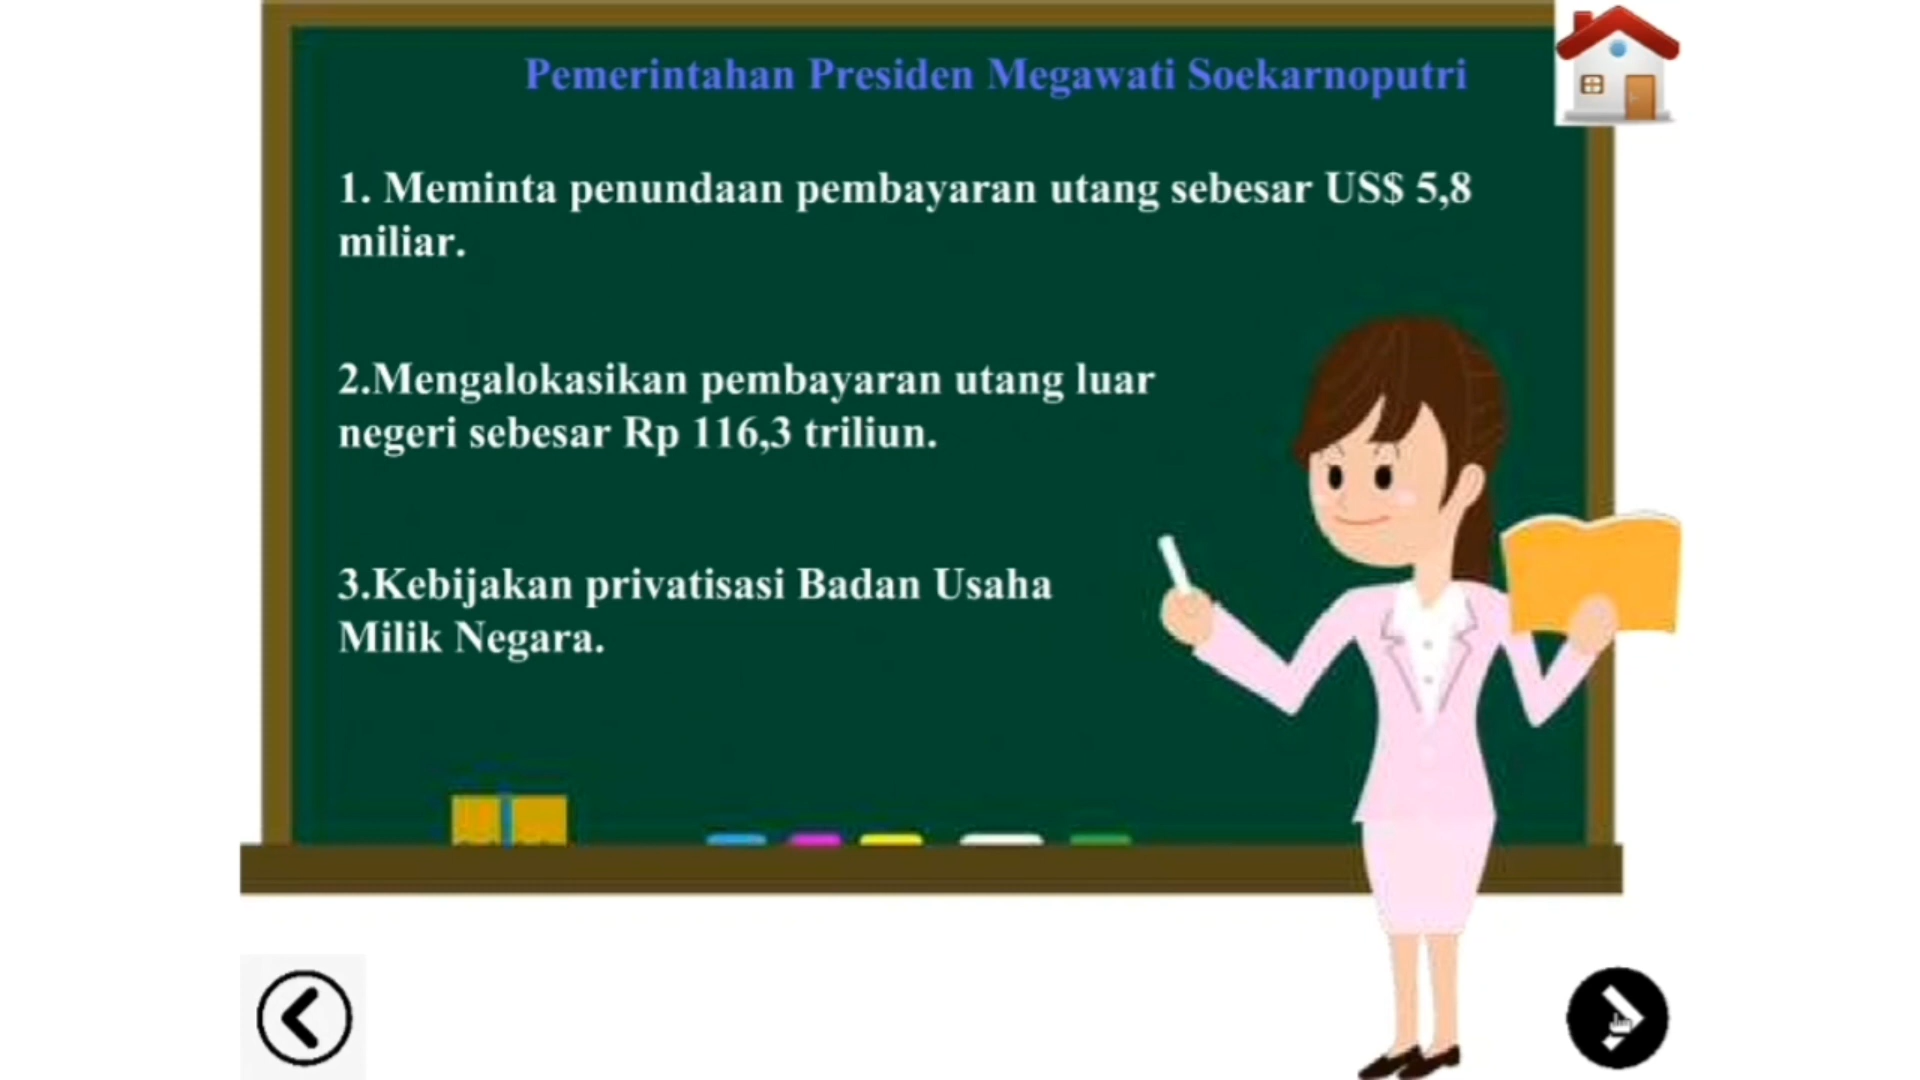 Pemerintahan Presiden Megawati Soekarnoputri
1. Meminta penundaan pembayaran utang sebesar US$ 5,8
miliar.
2.Mengalokasikan pembayaran utang luar
negeri sebesar Rp 116,3 triliun.
3.Kebijakan privatisasi Badan Usaha
Milik Negara.